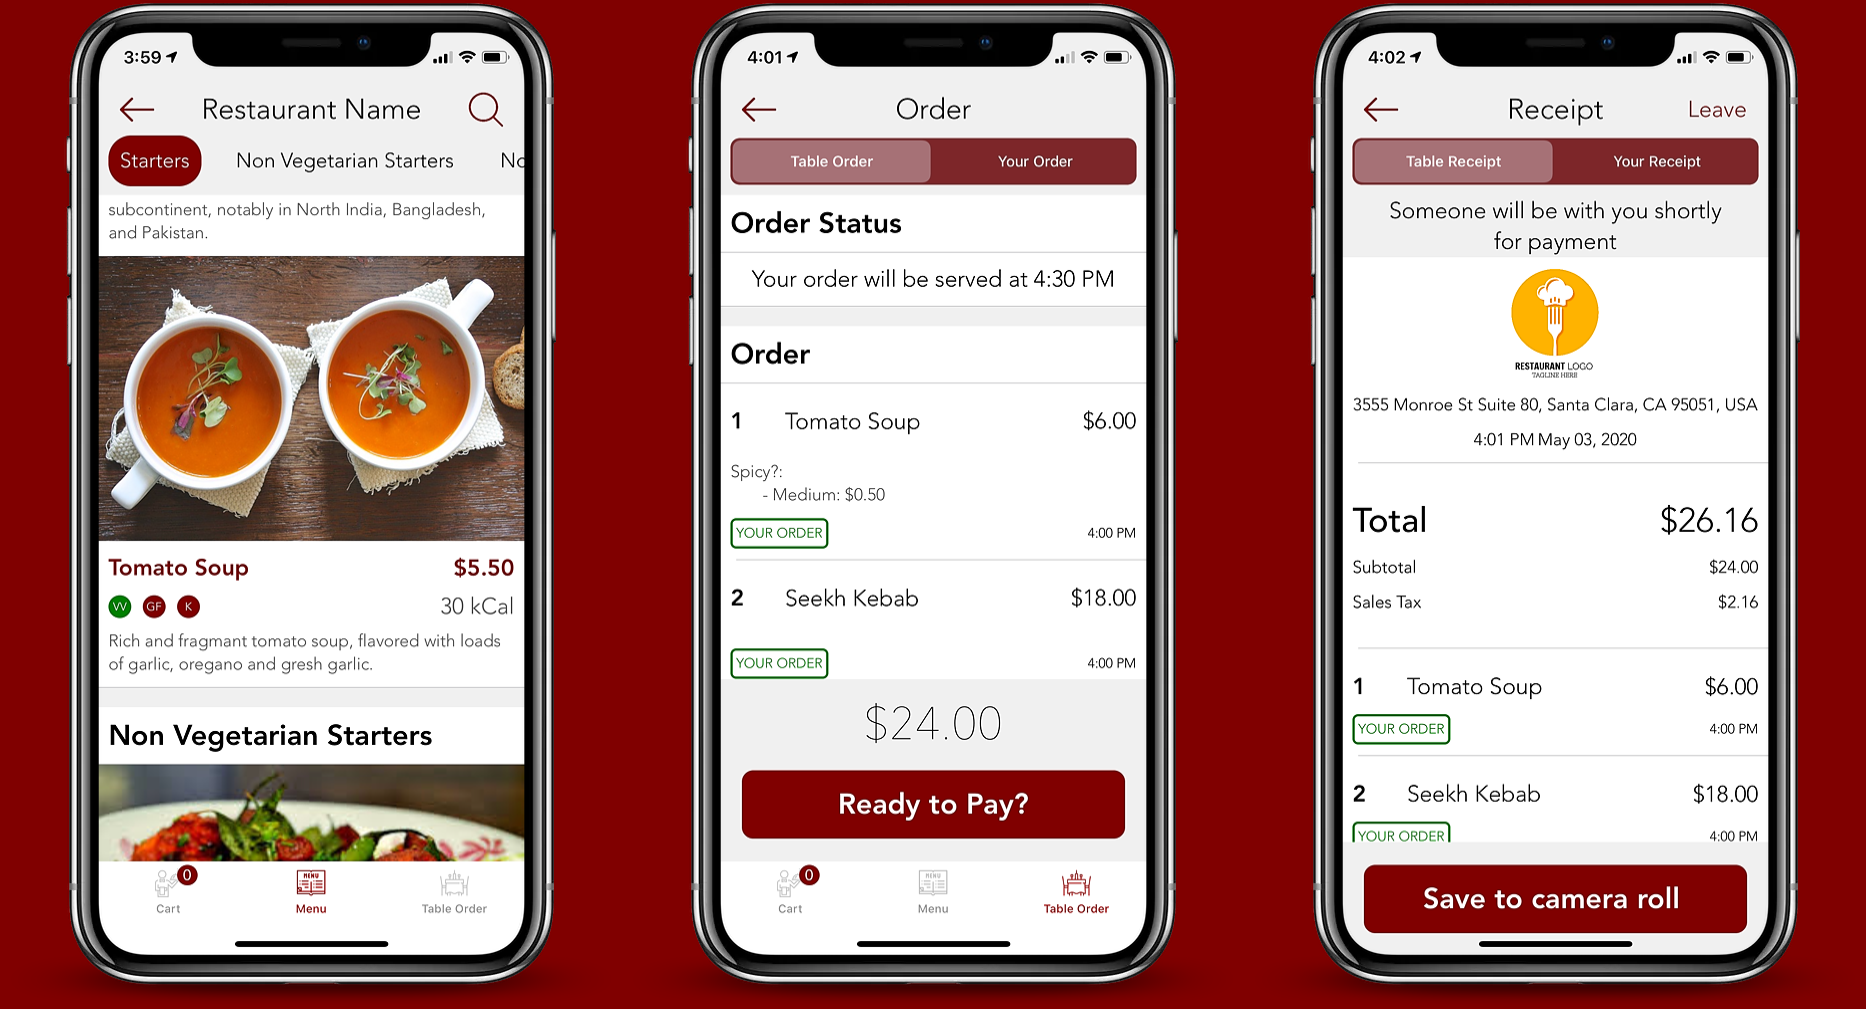 3:59
Restaurant Name
Starters
Non Vegetarian Starters
No
subcontinent, notably in North India, Bangladesh,
and Pakistan.
Tomato Soup
$5.50
VV
GF
K
30 kCal
Rich and fragmant tomato soup, flavored with loads
of garlic, oregano and gresh garlic.
Non Vegetarian Starters
0
MENU
Cart
Menu
Table Order
4:01
Order
Table Order
Your Order
Order Status
Your order will be served at 4:30 PM
Order
1 Tomato Soup $6.00
Spicy?:
- Medium: $0.50
YOUR ORDER 4:00 PM
2 Seekh Kebab $18.00
YOUR ORDER 4:00 PM
$24.00
Ready to Pay?
0
MENU
Cart
Menu
Table Order
4:02
Receipt
Leave
Table Receipt
Your Receipt
Someone will be with you shortly
for payment
RESTAURANT LOGO
TAGLINE HERE
3555 Monroe St Suite 80, Santa Clara, CA 95051, USA
4:01 PM May 03, 2020
Total $26.16
Subtotal $24.00
Sales Tax $2.16
1 Tomato Soup $6.00
YOUR ORDER 4:00 PM
2 Seekh Kebab $18.00
YOUR ORDER 4:00 PM
Save to camera roll